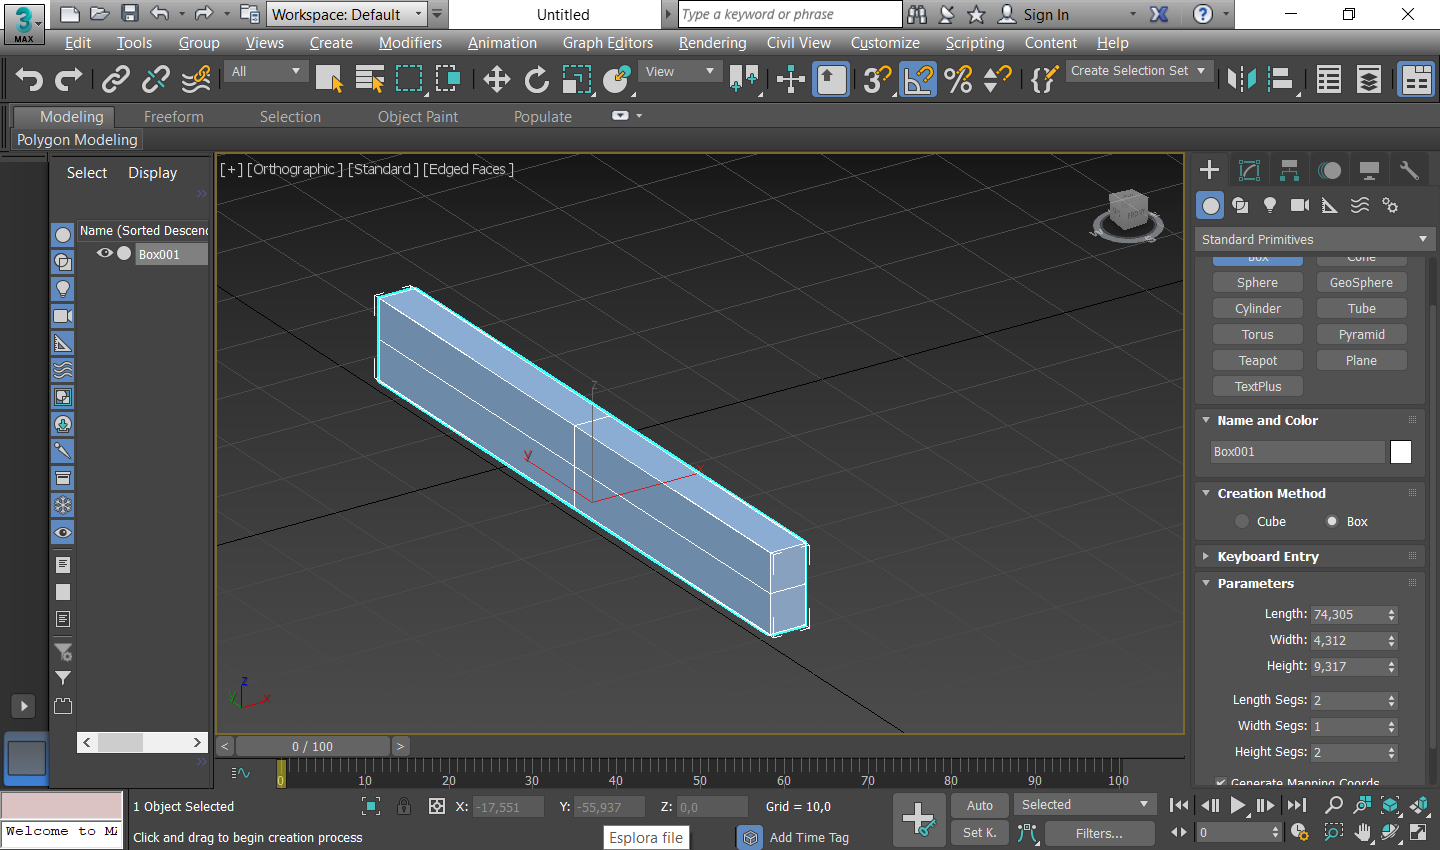 3
MAX
Workspace: Default
Untitled
Type a keyword or phrase
Sign In
Edit
Tools
Group
Views
Create
Modifiers
Animation
Graph Editors
Rendering
Civil View
Customize
Scripting
Content
Help
All
View
3
Create Selection Set
Modeling
Freeform
Selection
Object Paint
Populate
Polygon Modeling
Select
Display
Name (Sorted Descend
Box001
[ + ] [Orthographic ] [Standard ] [Edged Faces ]
FRONT
z
y
x
z
y
x
Standard Primitives
Box
Cone
Sphere
GeoSphere
Cylinder
Tube
Torus
Pyramid
Teapot
Plane
TextPlus
Name and Color
Box001
Creation Method
Cube
Box
Keyboard Entry
Parameters
Length: 74,305
Width: 4,312
Height: 9,317
Length Segs: 2
Width Segs: 1
Height Segs: 2
Generate Mapping Coords
0 / 100
0 10 20 30 40 50 60 70 80 90 100
1 Object Selected
X: -17,551
Y: -55,937
Z: 0,0
Grid = 10,0
Auto
Selected
Welcome to MA
Click and drag to begin creation process
Esplora file
Add Time Tag
Set K.
Filters...
0